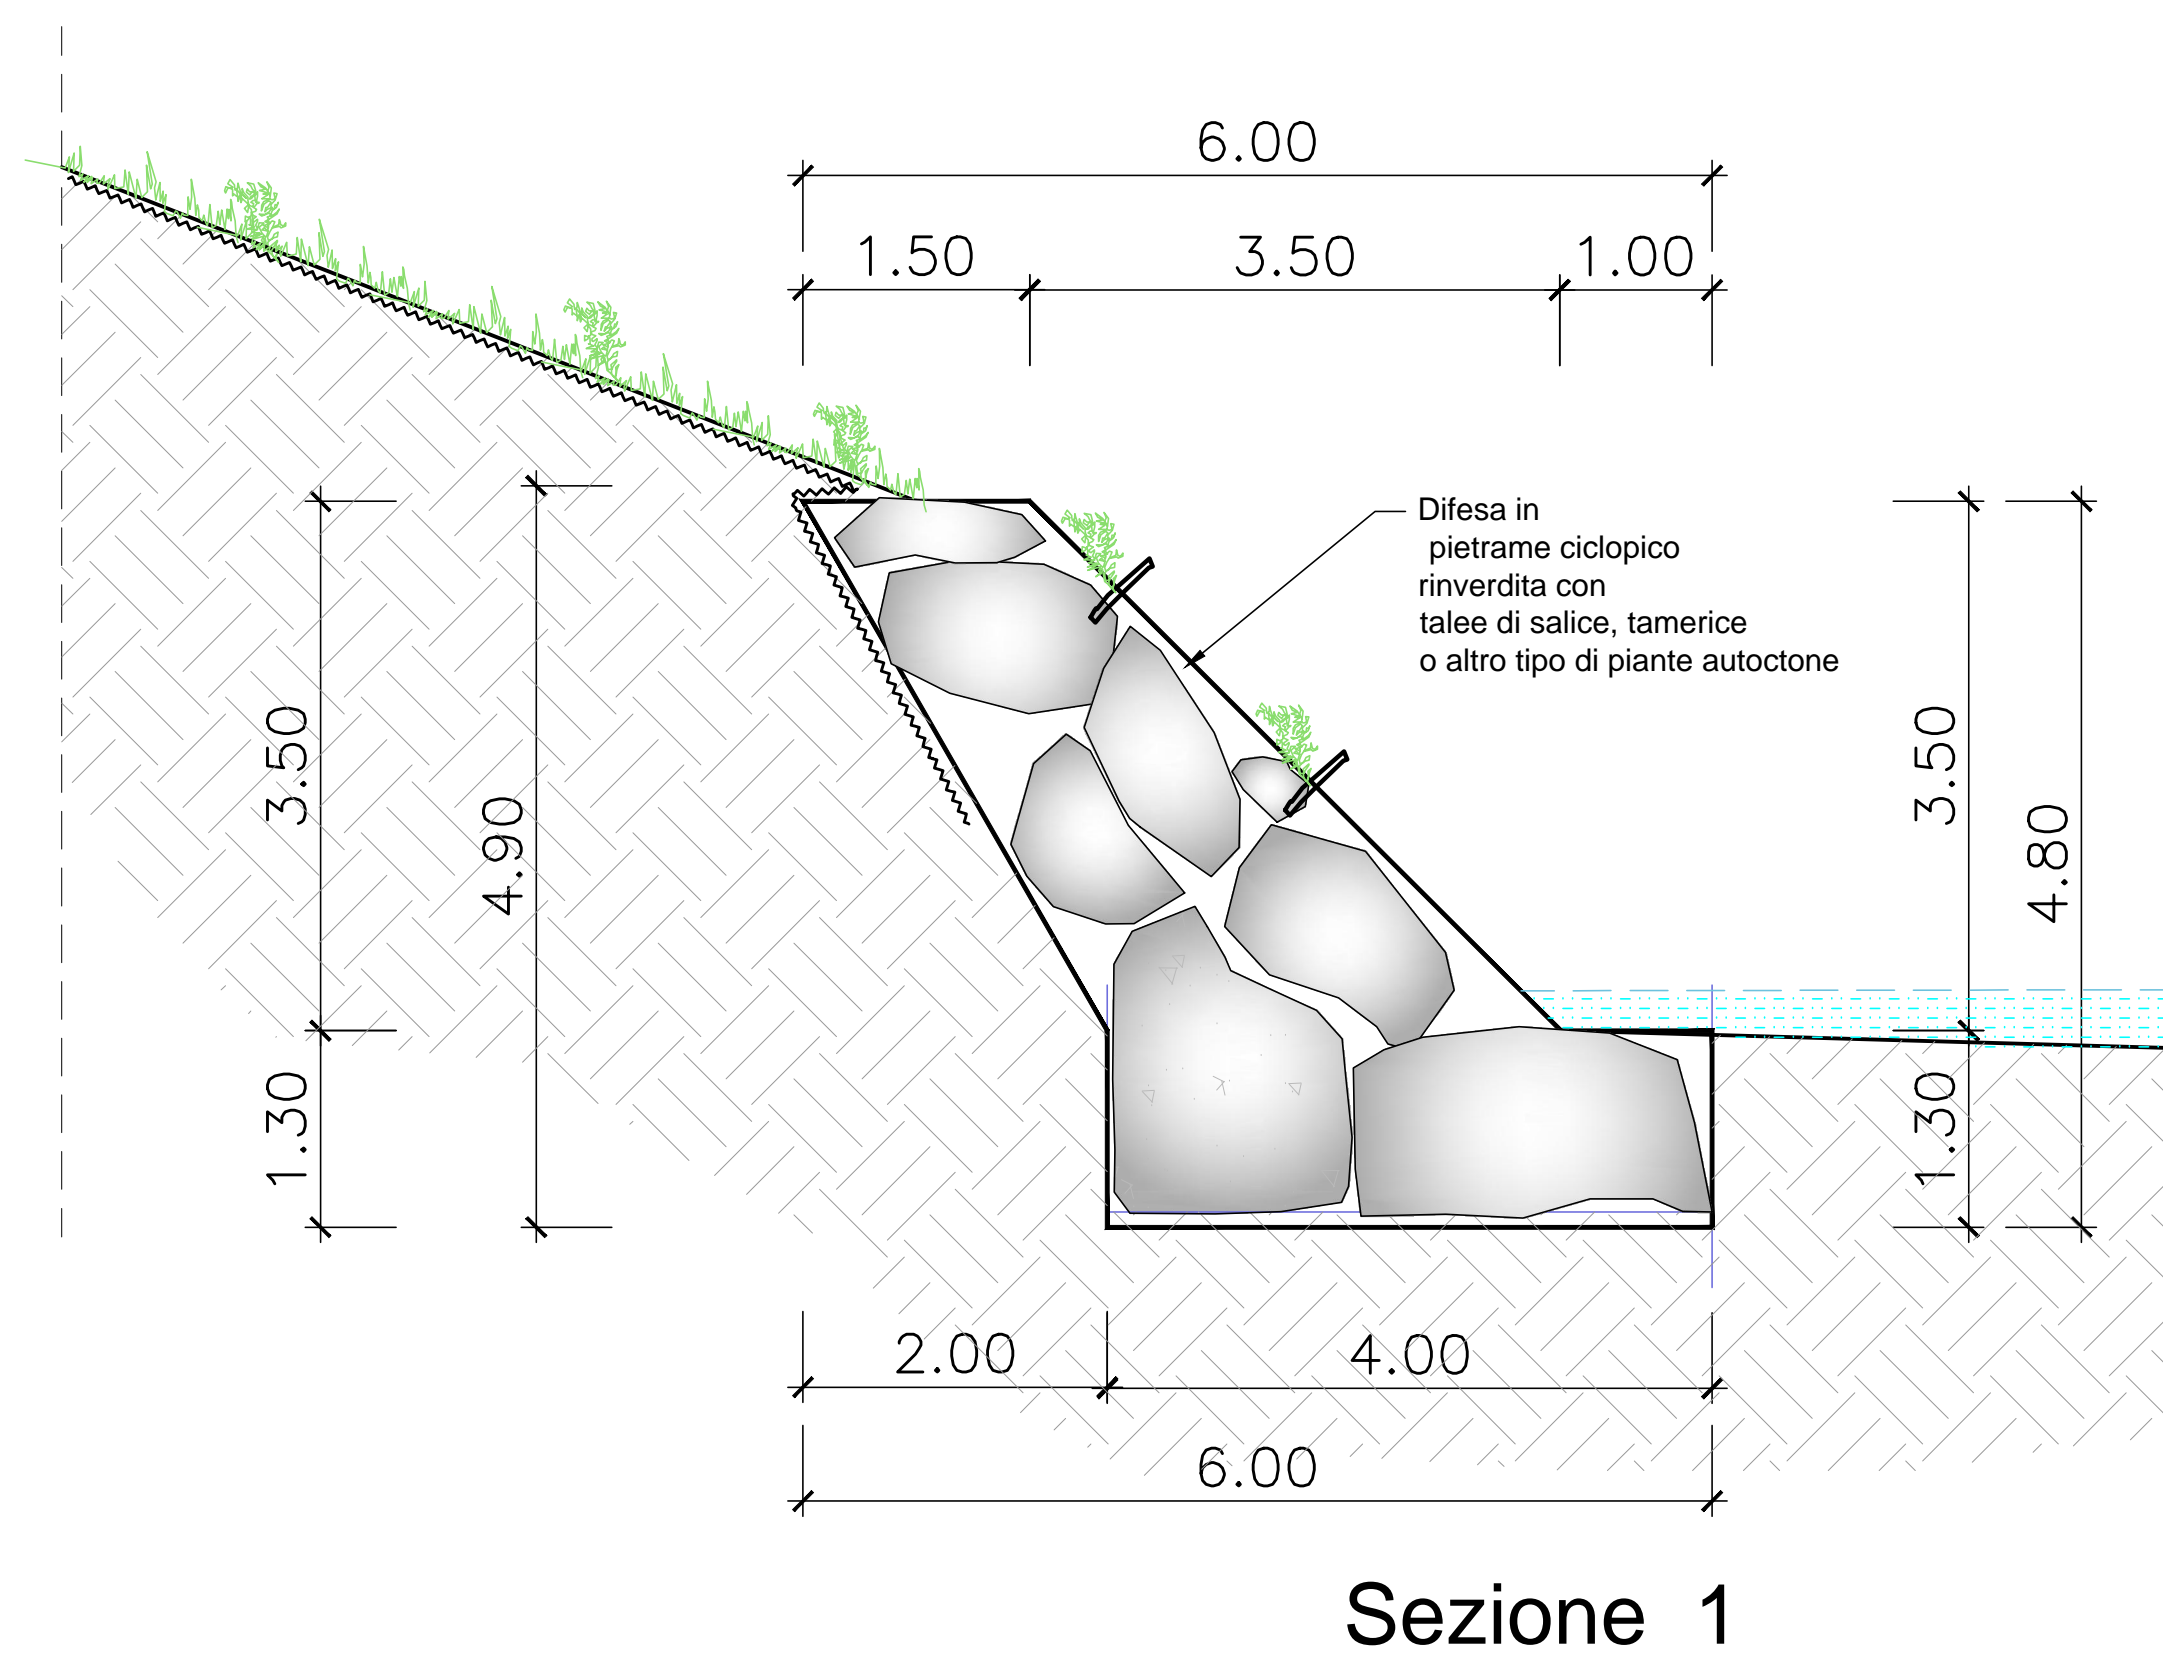 6.00
1.50 3.50 1.00
Difesa in
pietrame ciclopico
rinverdita con
talee di salice, tamerice
o altro tipo di piante autoctone
3.50
4.90
1.30
3.50
4.80
1.30
2.00 4.00
6.00
Sezione 1